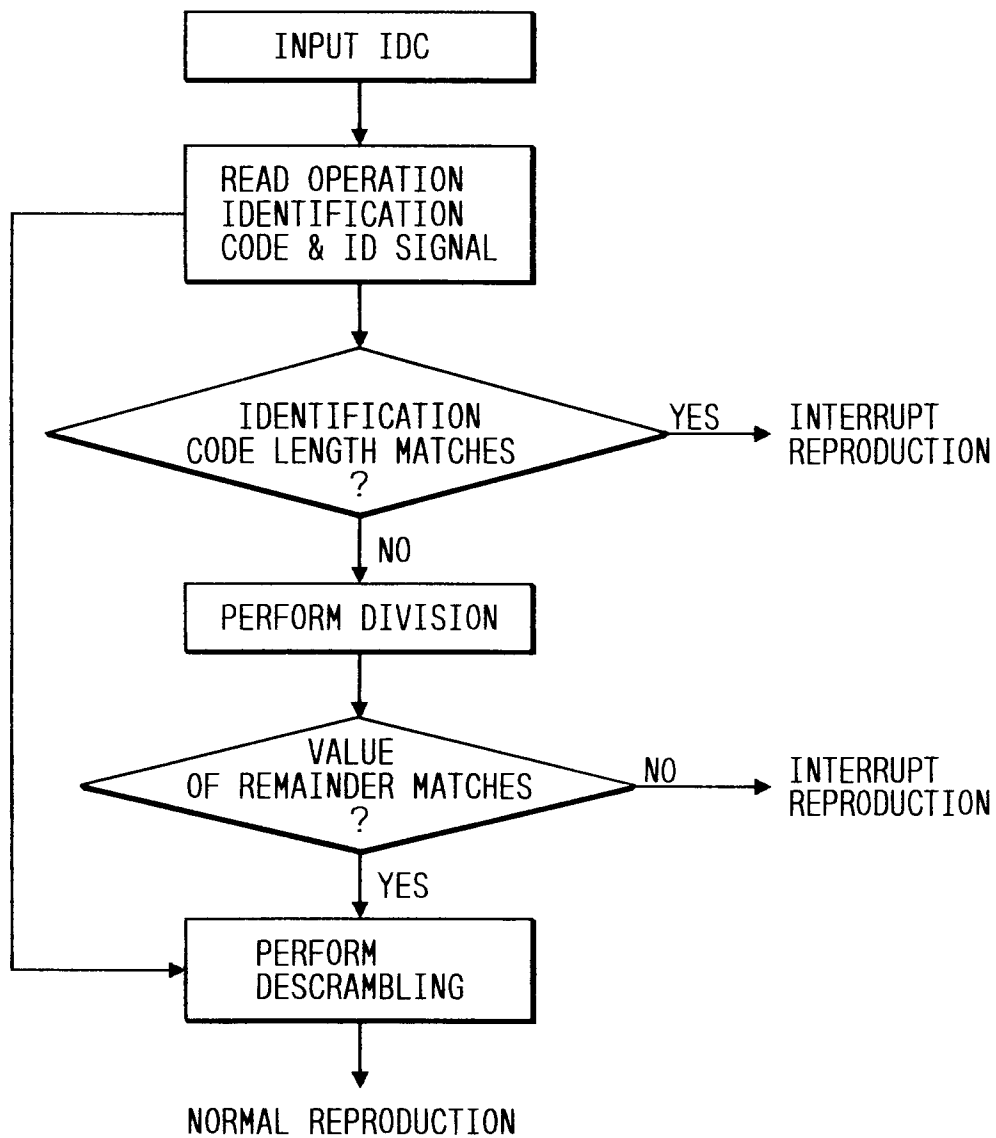 INPUT IDC
READ OPERATION
IDENTIFICATION
CODE & ID SIGNAL
IDENTIFICATION
CODE LENGTH MATCHES
?
YES
INTERRUPT
REPRODUCTION
NO
PERFORM DIVISION
VALUE
OF REMAINDER MATCHES
?
NO
INTERRUPT
REPRODUCTION
YES
PERFORM
DESCRAMBLING
NORMAL REPRODUCTION